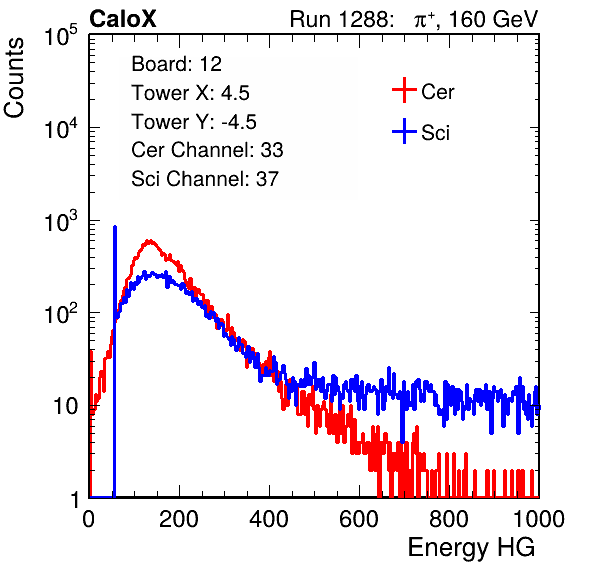 CaloX Run 1288: π⁺, 160 GeV
Counts
Board: 12
Tower X: 4.5
Tower Y: -4.5
Cer Channel: 33
Sci Channel: 37
Cer
Sci
10⁵
10⁴
10³
10²
10
1
0 200 400 600 800 1000
Energy HG